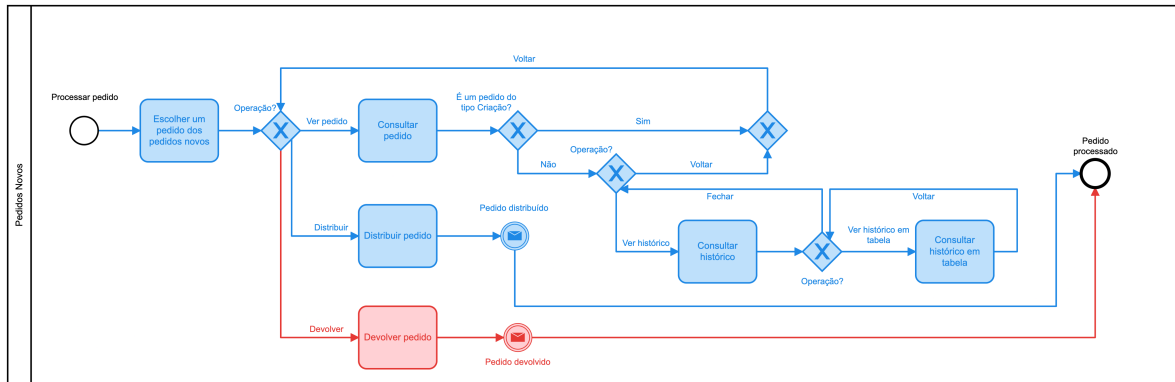 Pedidos Novos
Processar pedido
Escolher um
pedido dos
pedidos novos
Operação?
Voltar
Ver pedido
Consultar
pedido
É um pedido do
tipo Criação?
Sim
Não
Operação?
Voltar
Fechar
Ver histórico
Consultar
histórico
Operação?
Ver histórico em
tabela
Voltar
Consultar
histórico em
tabela
Distribuir
Distribuir pedido
Pedido distribuído
Devolver
Devolver pedido
Pedido devolvido
Pedido
processado